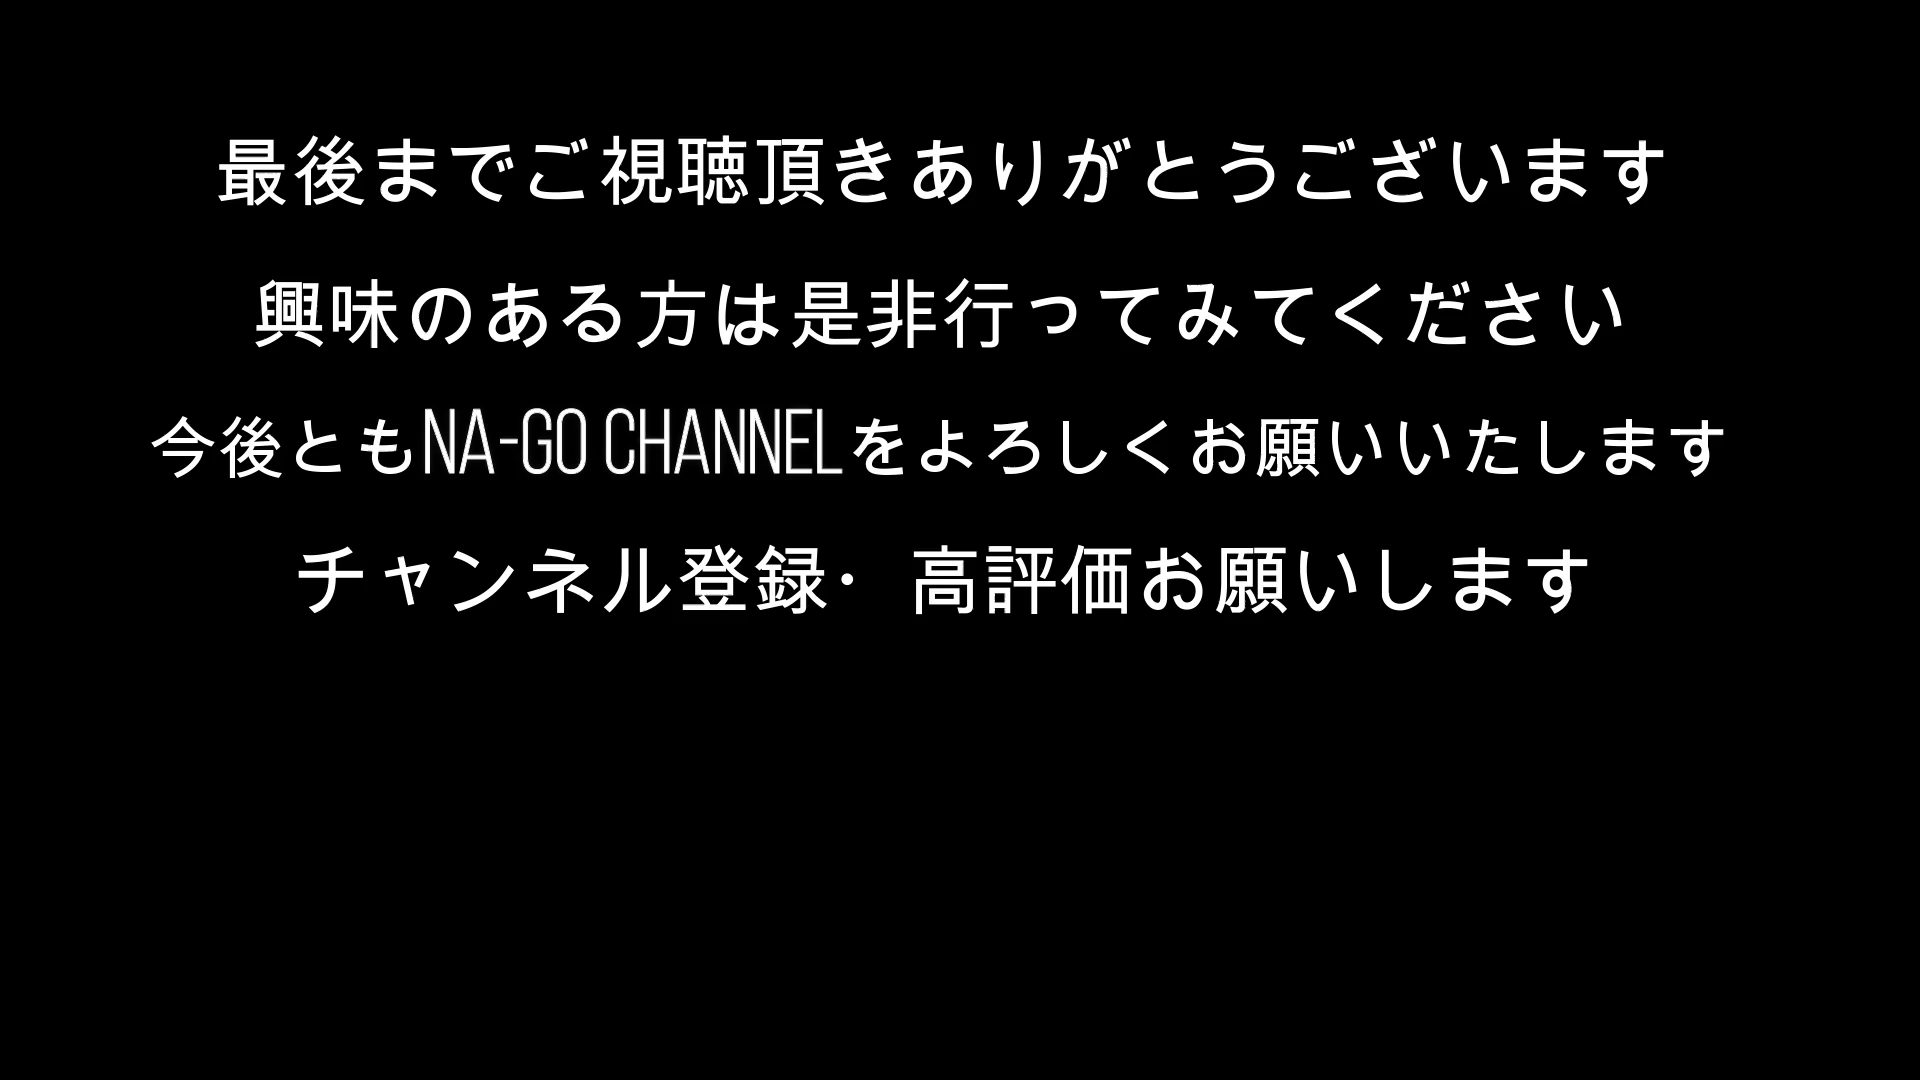 最後までご視聴頂きありがとうございます
興味のある方は是非行ってみてください
今後ともNA-GO CHANNELをよろしくお願いいたします
チャンネル登録・高評価お願いします